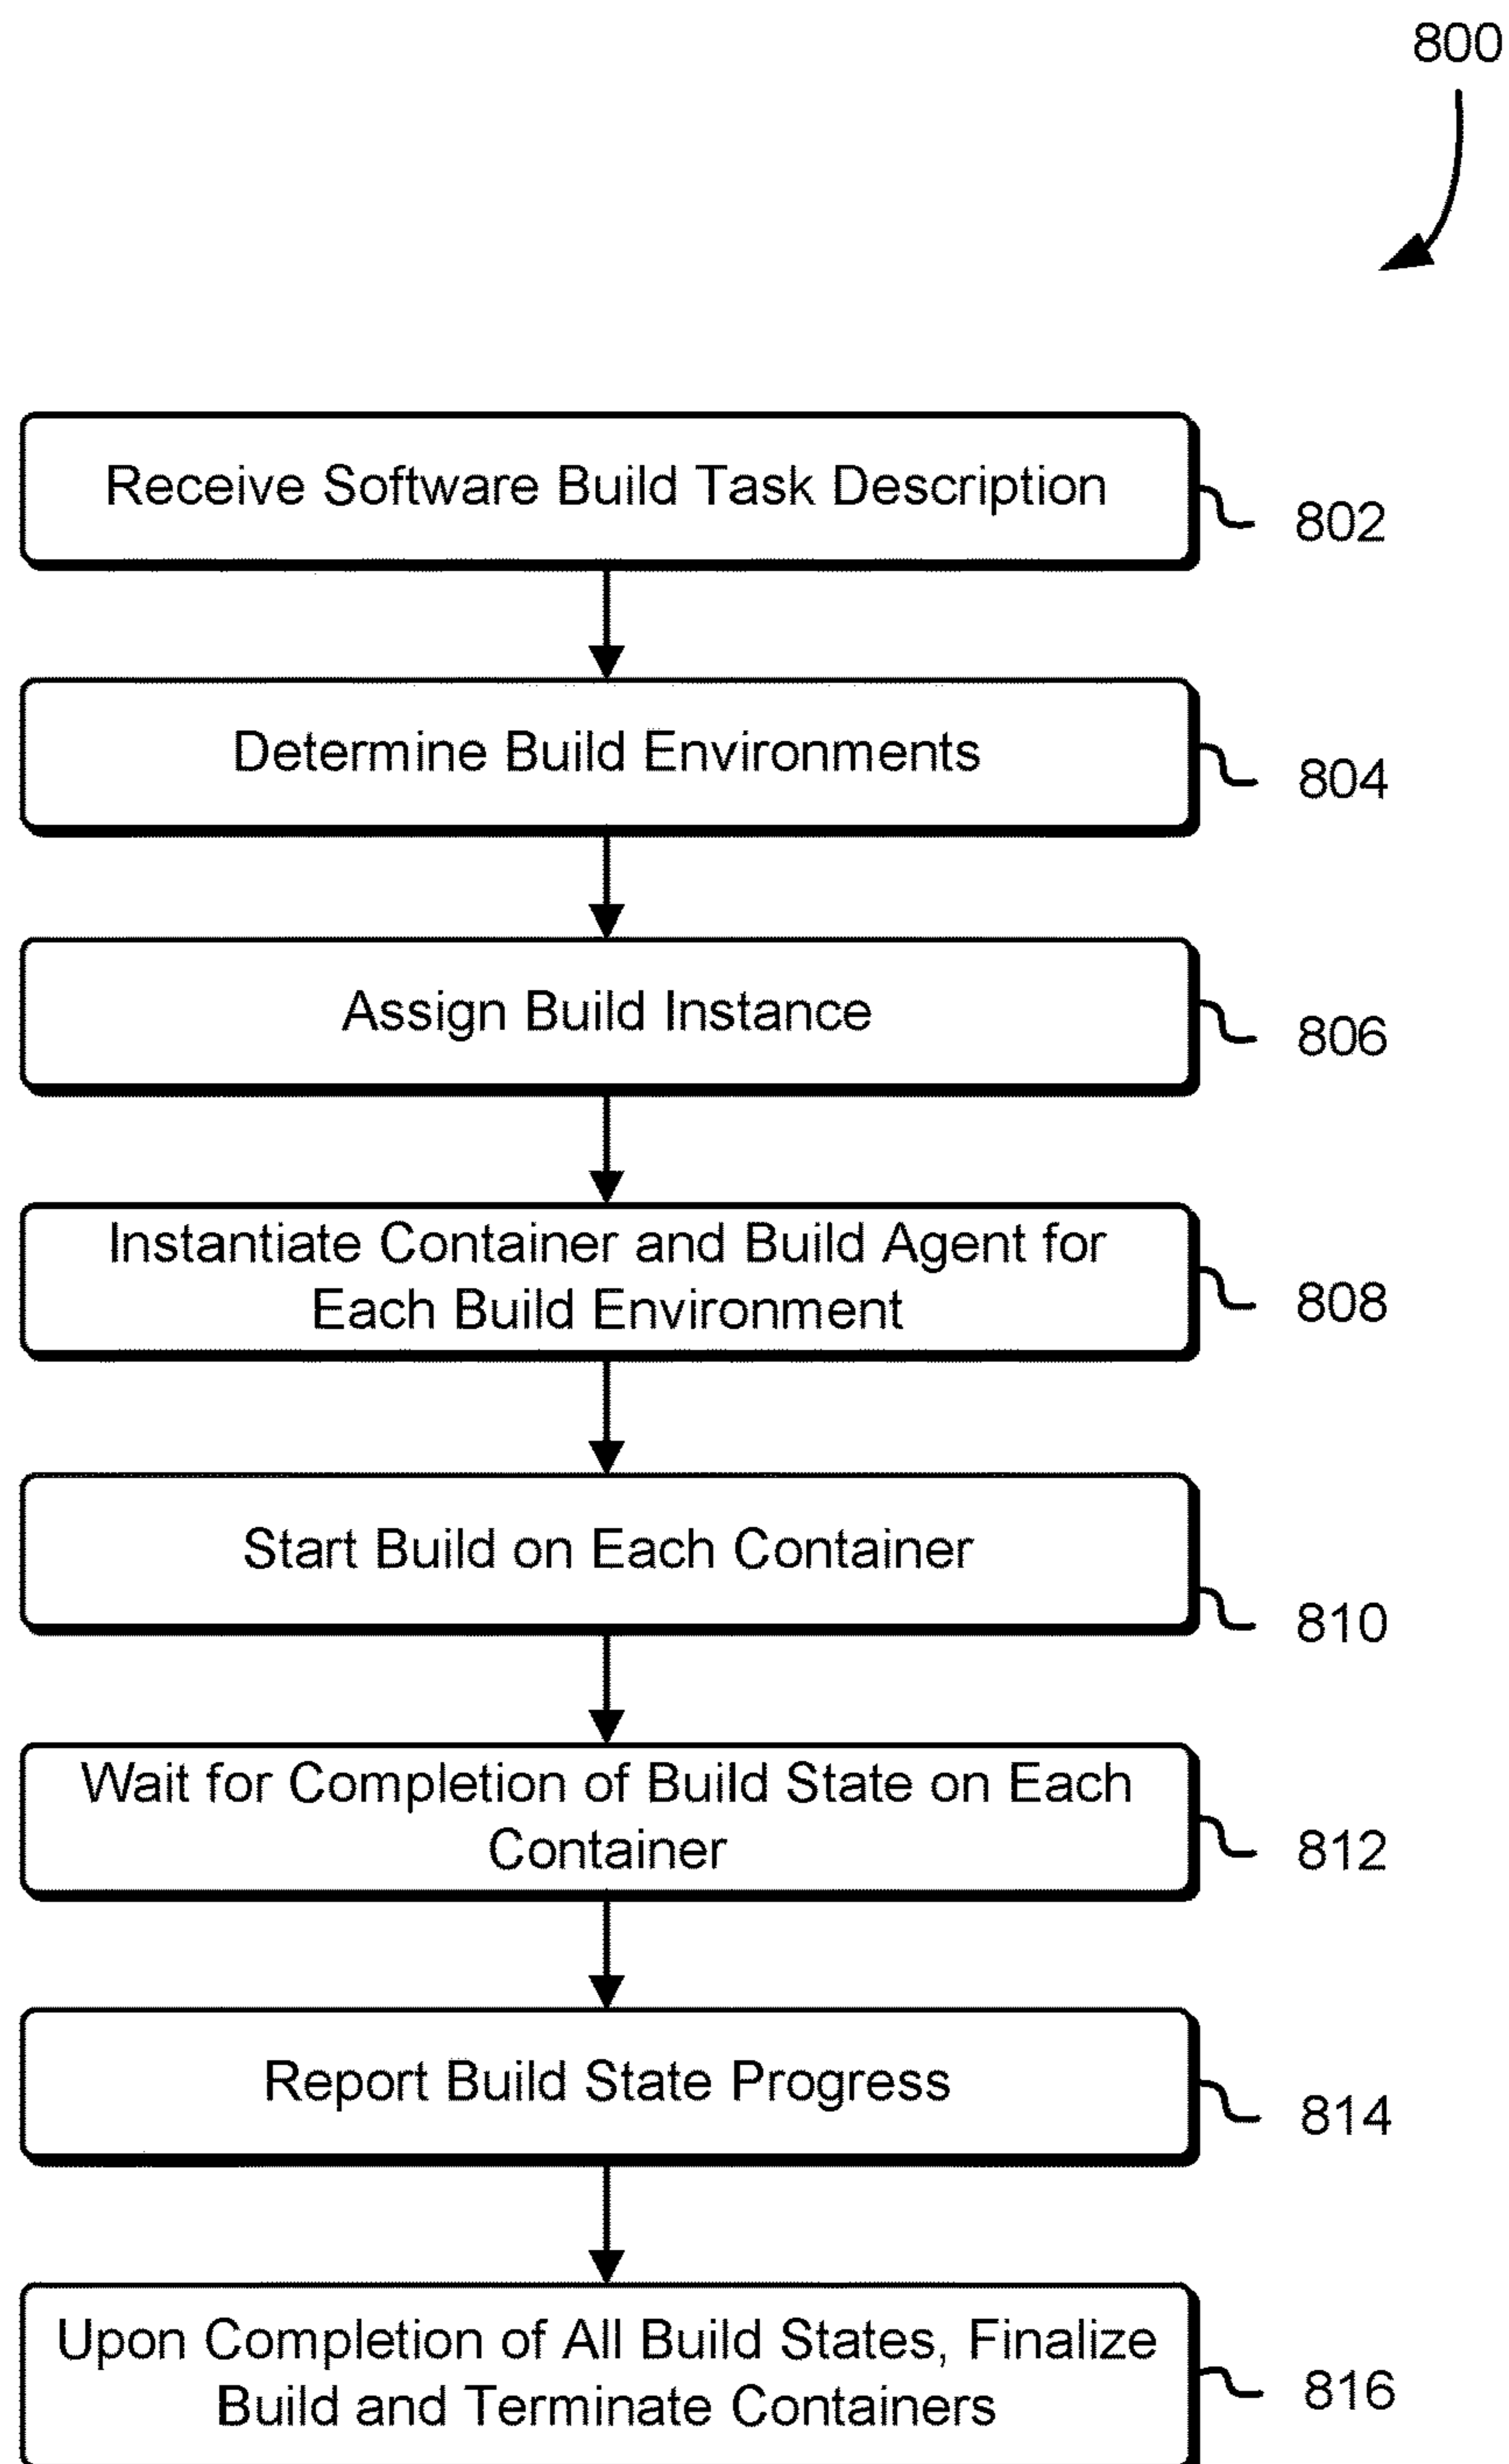 800
Receive Software Build Task Description
802
Determine Build Environments
804
Assign Build Instance
806
Instantiate Container and Build Agent for
Each Build Environment
808
Start Build on Each Container
810
Wait for Completion of Build State on Each
Container
812
Report Build State Progress
814
Upon Completion of All Build States, Finalize
Build and Terminate Containers
816